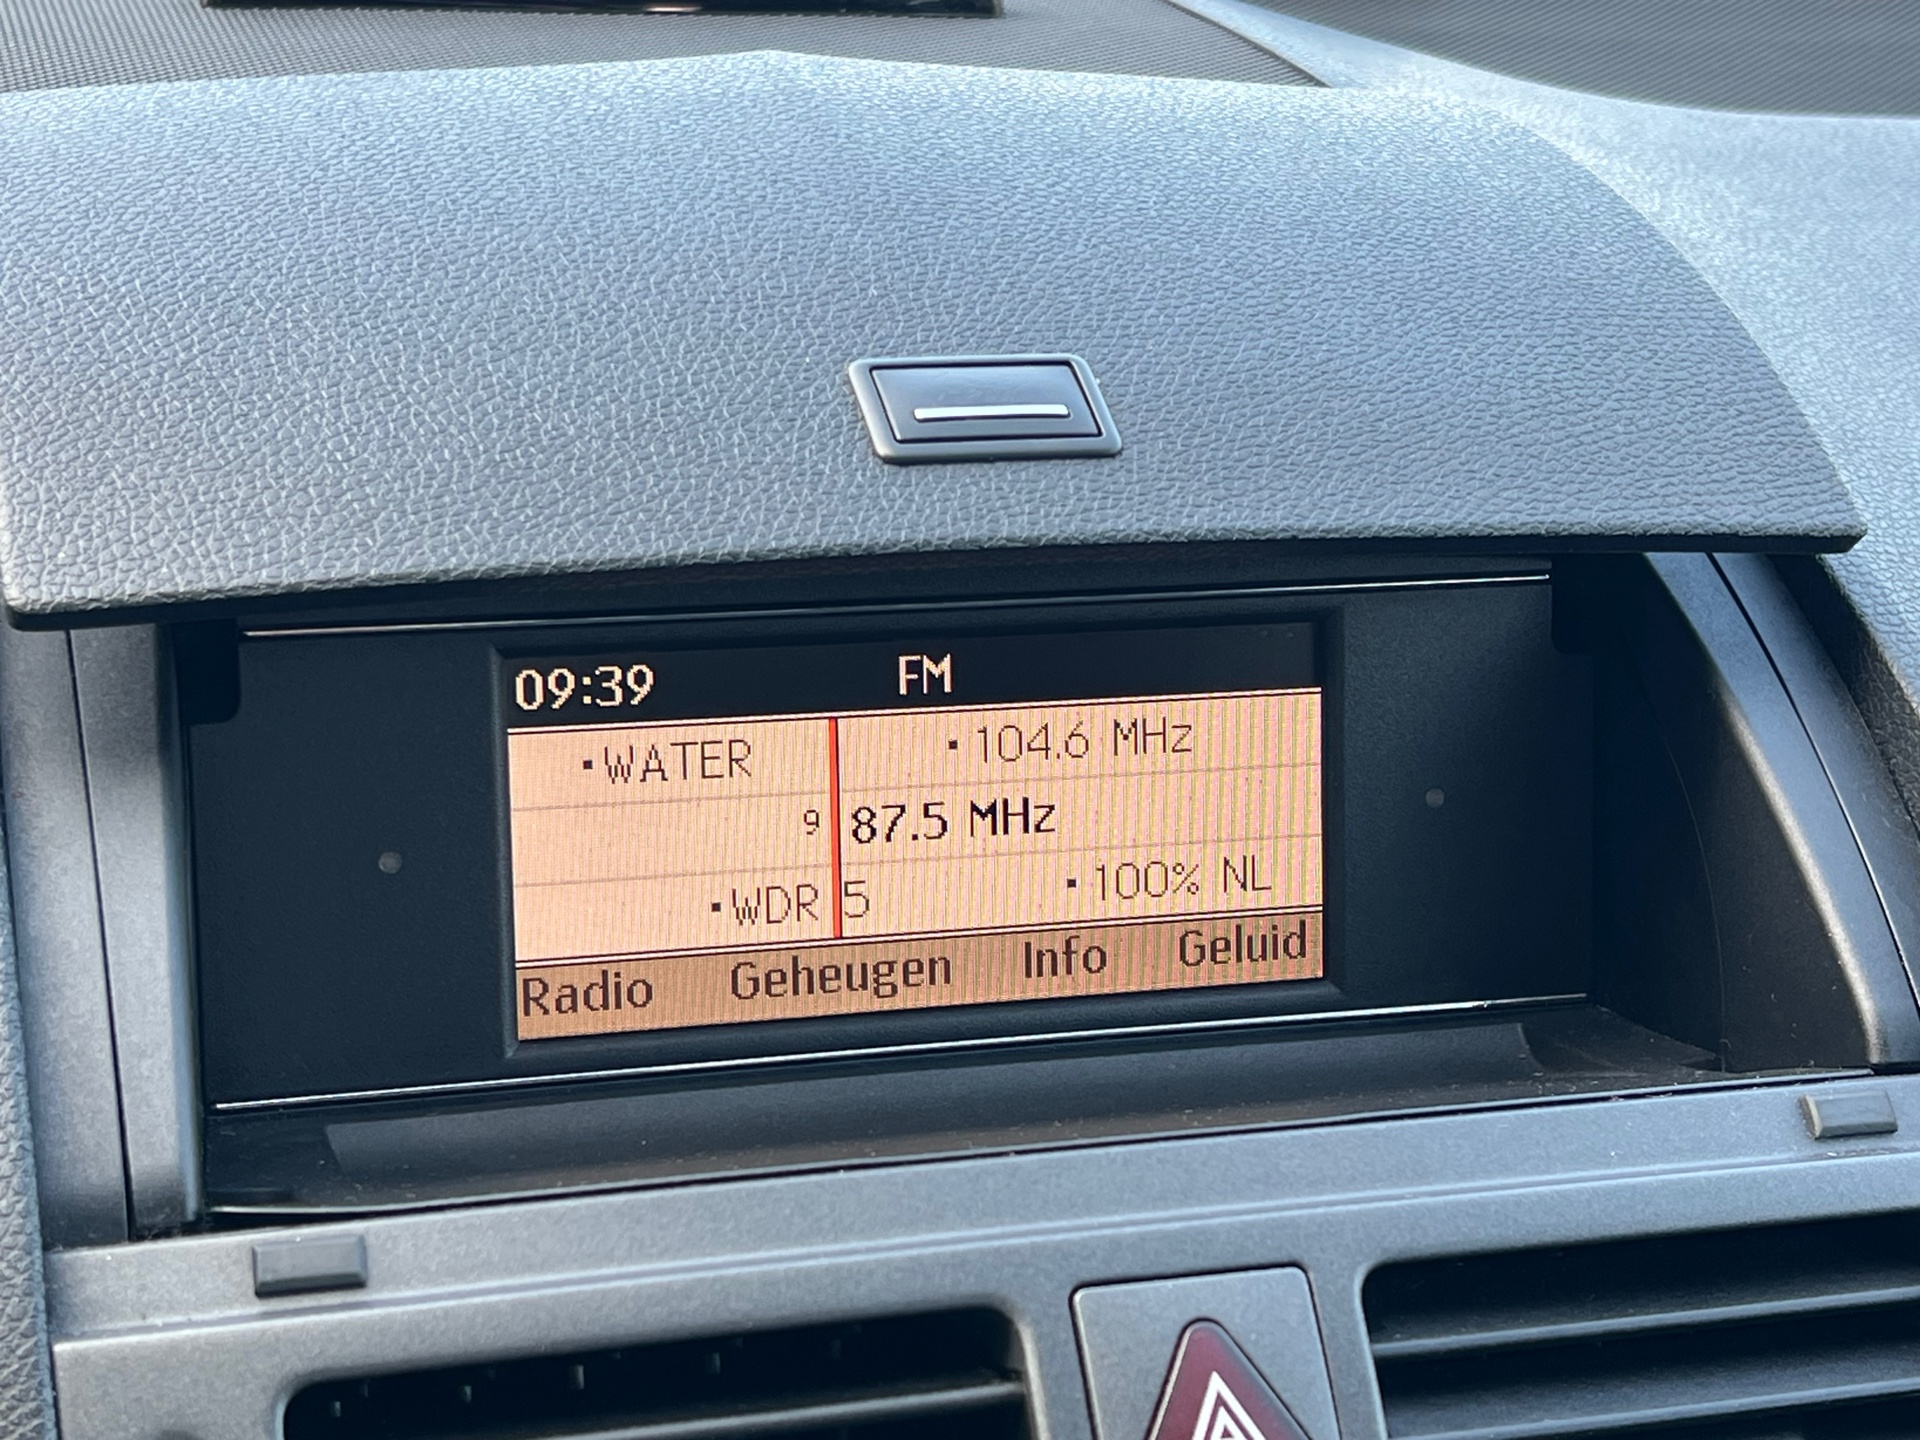 09:39 FM
▪WATER ▪104.6 MHz
9 87.5 MHz
▪WDR 5 ▪100% NL
Radio Geheugen Info Geluid